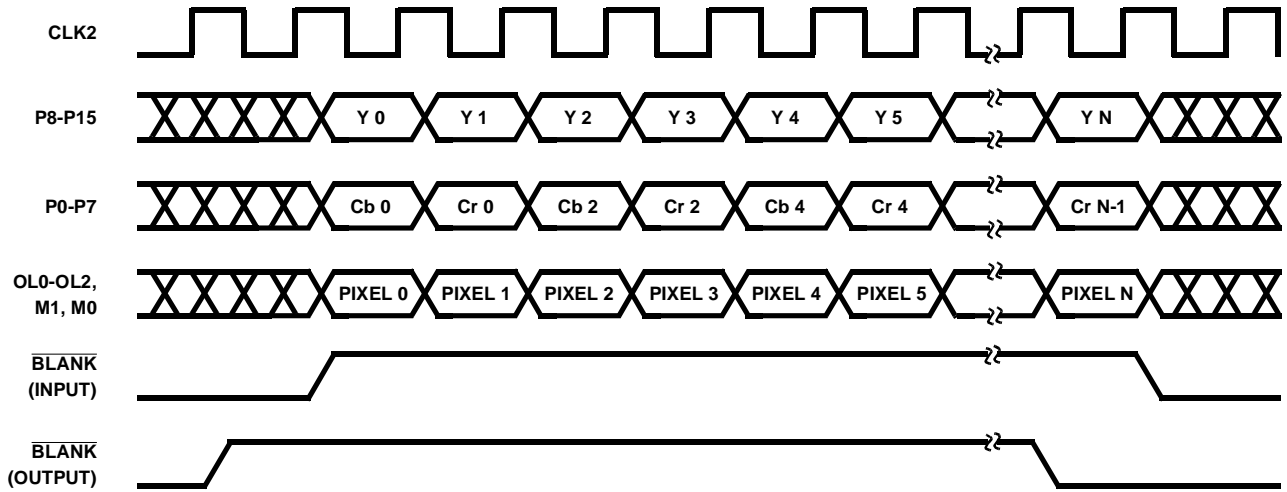 CLK2
P8-P15
Y 0 Y 1 Y 2 Y 3 Y 4 Y 5 Y N
P0-P7
Cb 0 Cr 0 Cb 2 Cr 2 Cb 4 Cr 4 Cr N-1
OL0-OL2,
M1, M0
PIXEL 0 PIXEL 1 PIXEL 2 PIXEL 3 PIXEL 4 PIXEL 5 PIXEL N
BLANK
(INPUT)
BLANK
(OUTPUT)